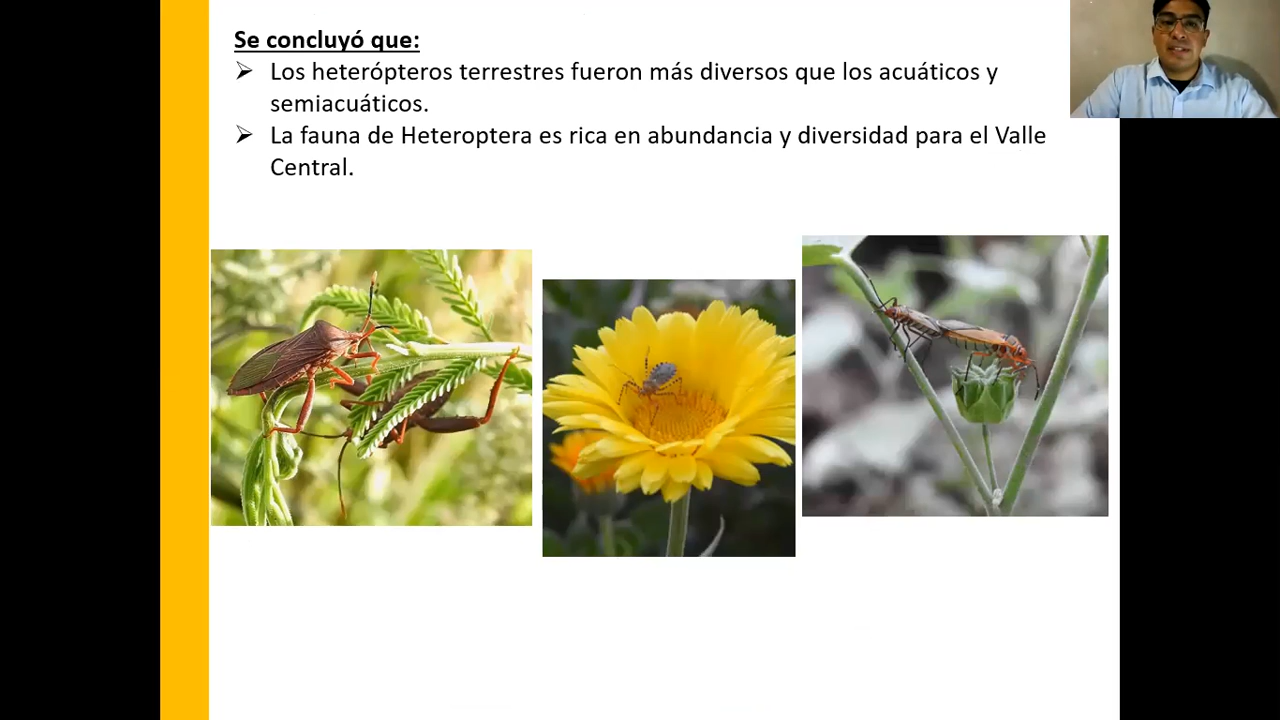 Se concluyó que:
➢ Los heterópteros terrestres fueron más diversos que los acuáticos y
semiacuáticos.
➢ La fauna de Heteroptera es rica en abundancia y diversidad para el Valle
Central.